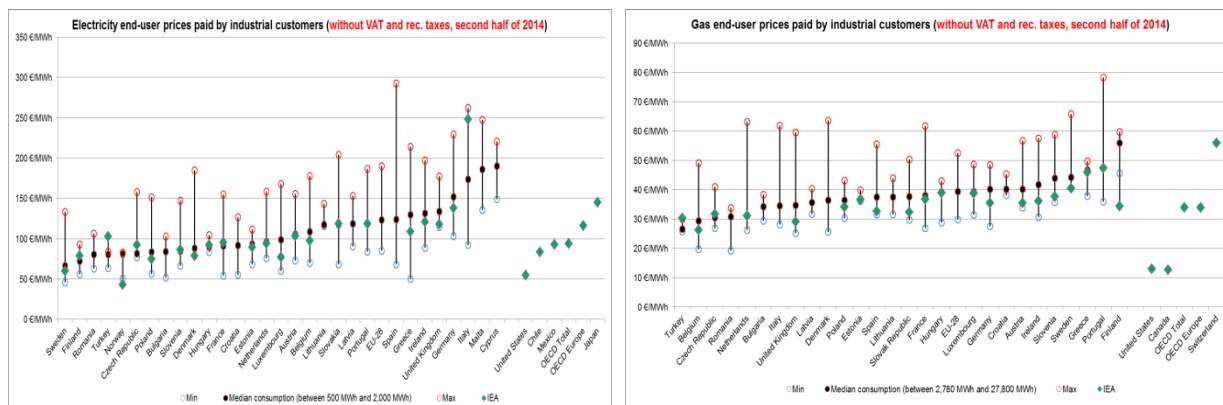 Electricity end-user prices paid by industrial customers (without VAT and rec. taxes, second half of 2014)
350 €/MWh
300 €/MWh
250 €/MWh
200 €/MWh
150 €/MWh
100 €/MWh
50 €/MWh
0 €/MWh
Sweden
Finland
Romania
Turkey
Norway
Czech Republic
Poland
Bulgaria
Slovenia
Denmark
Hungary
France
Croatia
Estonia
Netherlands
Luxembourg
Austria
Belgium
Lithuania
Slovakia
Latvia
Portugal
EU-28
Spain
Greece
Ireland
United Kingdom
Germany
Italy
Malta
Cyprus
United States
Chile
Mexico
OECD Total
OECD Europe
Japan
Min
Median consumption (between 500 MWh and 2,000 MWh)
Max
IEA
Gas end-user prices paid by industrial customers (without VAT and rec. taxes, second half of 2014)
90 €/MWh
80 €/MWh
70 €/MWh
60 €/MWh
50 €/MWh
40 €/MWh
30 €/MWh
20 €/MWh
10 €/MWh
0 €/MWh
Turkey
Belgium
Czech Republic
Romania
Netherlands
Bulgaria
Italy
United Kingdom
Latvia
Denmark
Poland
Estonia
Spain
Lithuania
Slovak Republic
France
Hungary
EU-28
Luxembourg
Germany
Croatia
Austria
Ireland
Slovenia
Sweden
Greece
Portugal
Finland
United States
Canada
OECD Total
OECD Europe
Switzerland
Min
Median consumption (between 2,780 MWh and 27,800 MWh)
Max
IEA